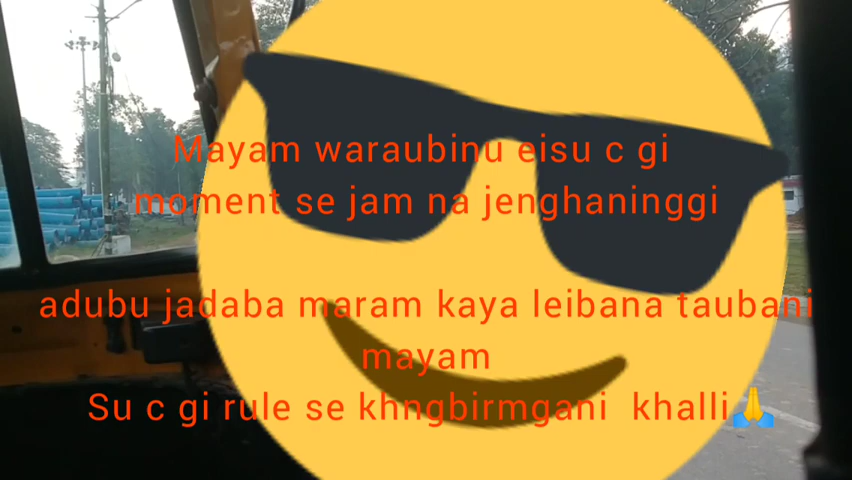 Mayam waraubinu eisu c gi
moment se jam na jenghaninggi
adubu jadaba maram kaya leibana taubani
mayam
Su c gi rule se khngbirmgani khalli🙏